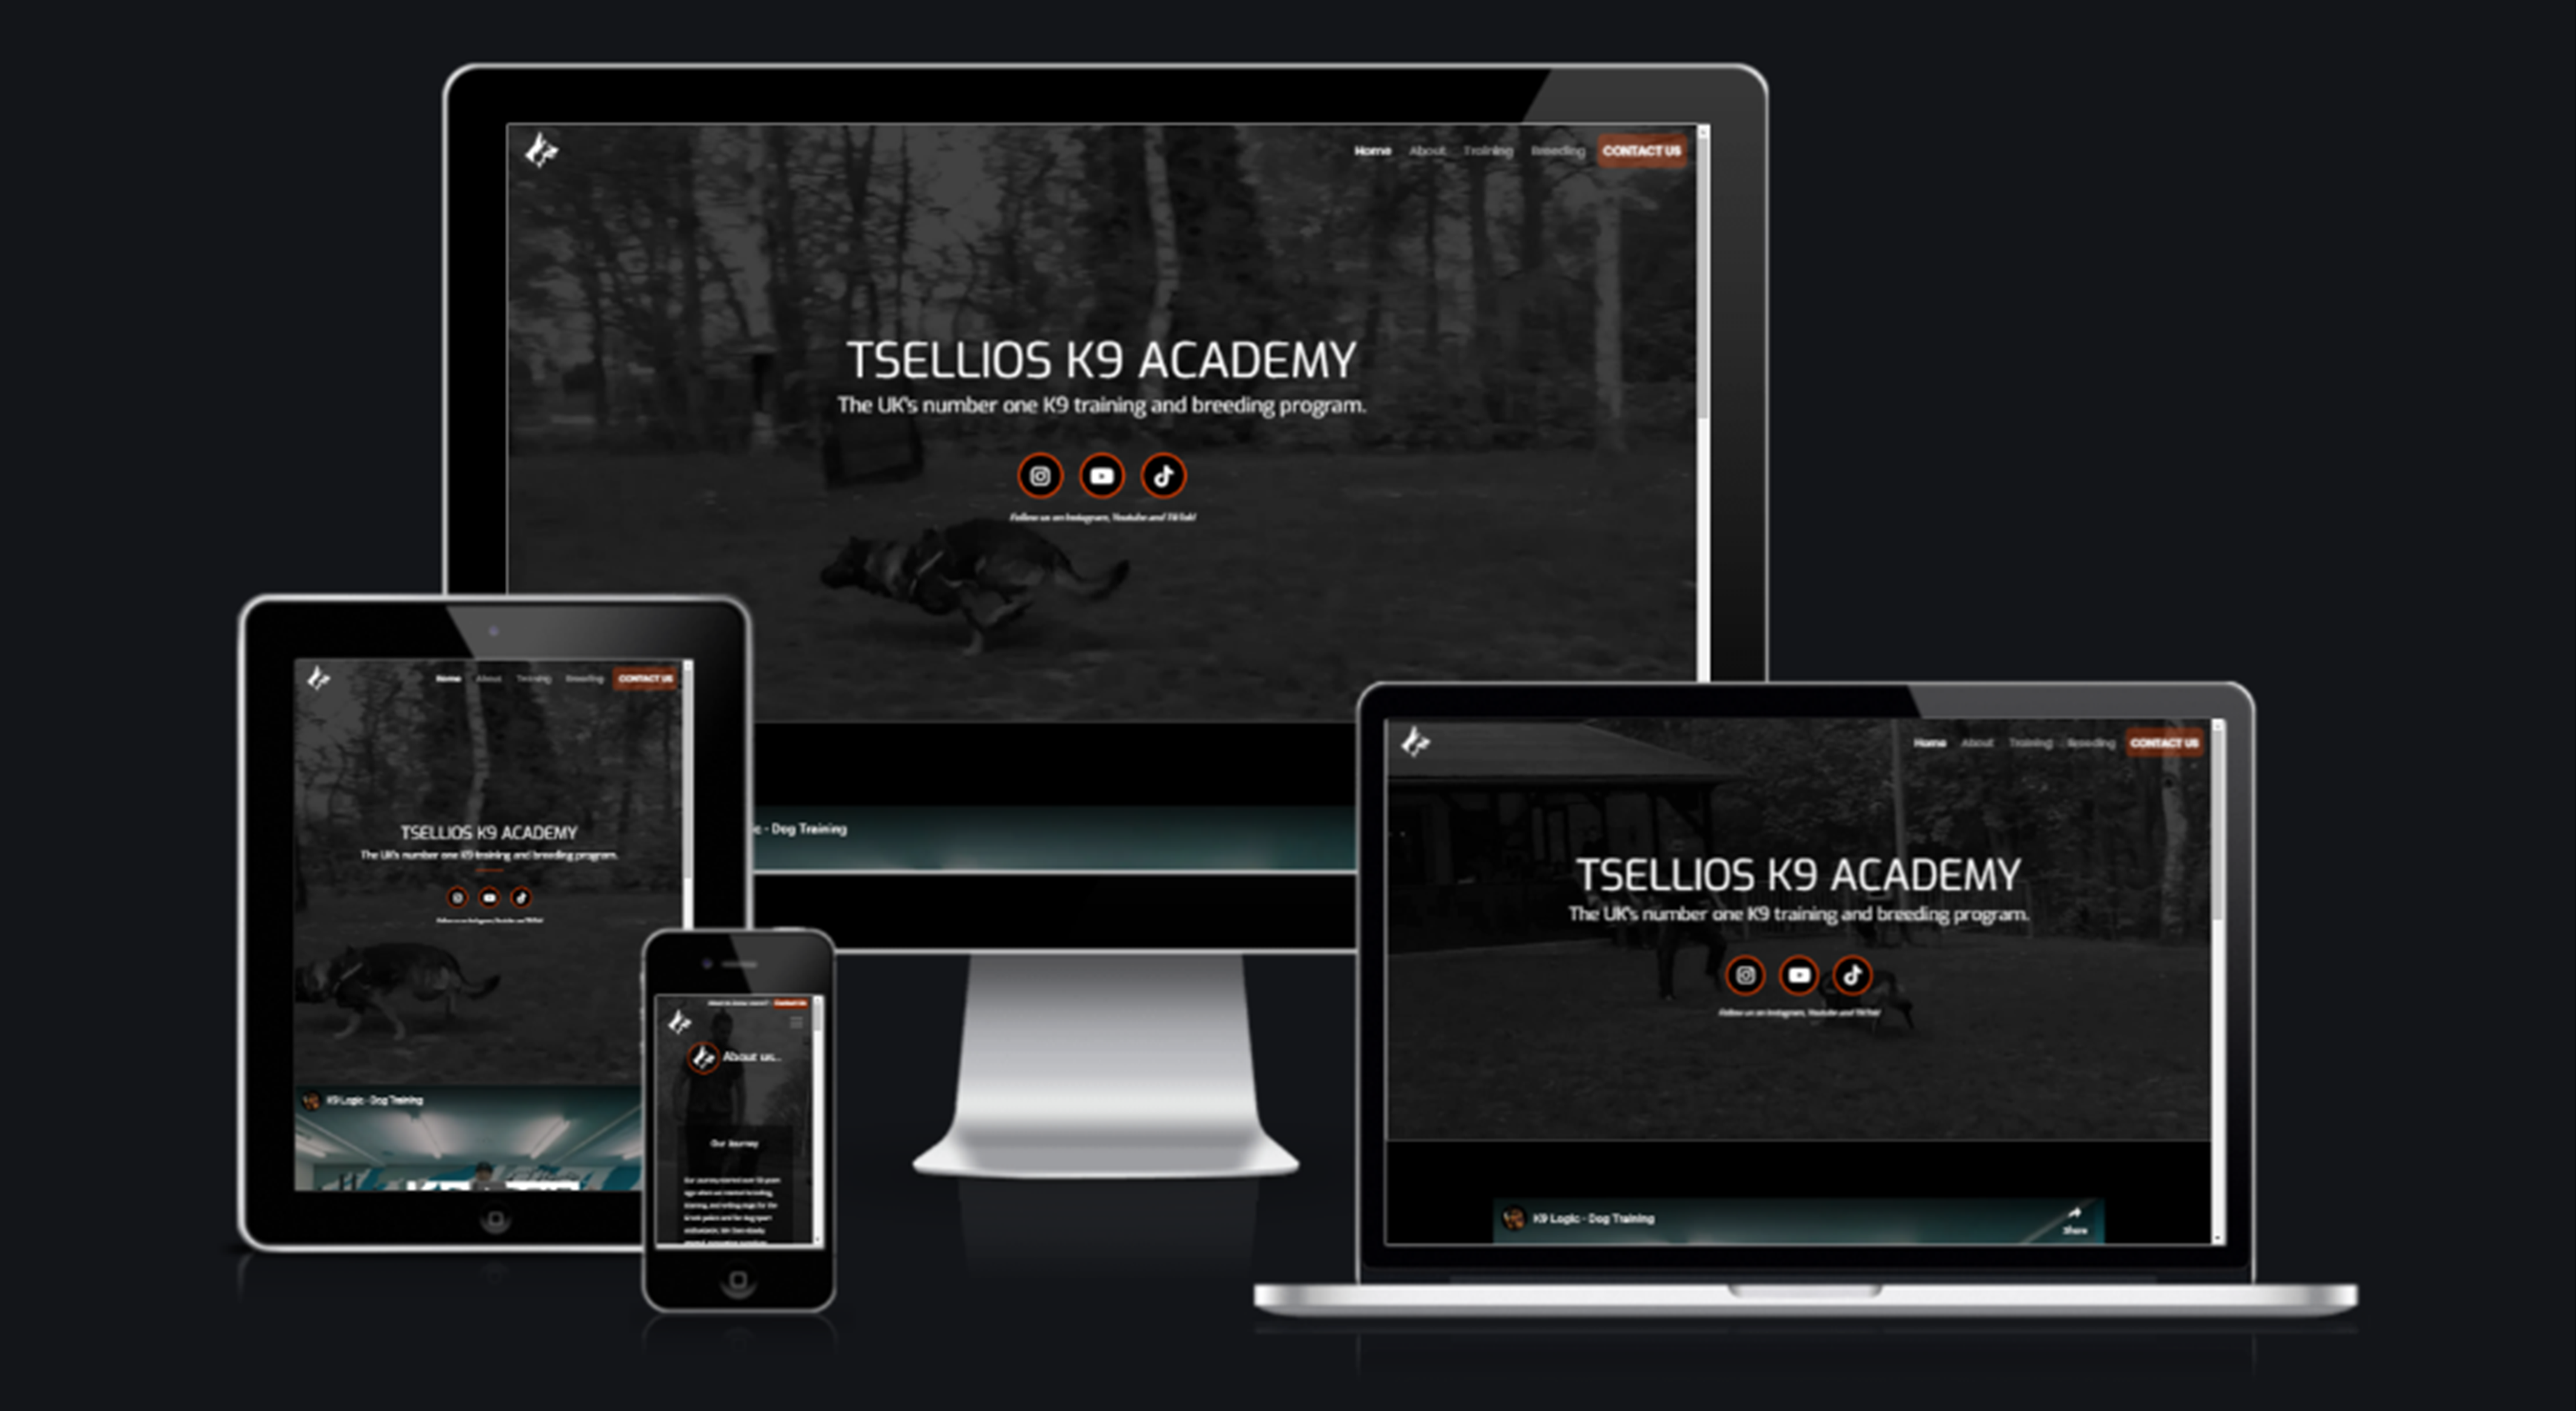 Home About Training Breeding CONTACT US
TSELLIOS K9 ACADEMY
The UK's number one K9 training and breeding program.
Follow us on Instagram, Youtube and TikTok!
c - Dog Training
Home About Training Breeding CONTACT US
TSELLIOS K9 ACADEMY
The UK's number one K9 training and breeding program.
Follow us on Instagram, Youtube and TikTok!
K9 Logic - Dog Training
Contact Us
About us...
Our Journey
Our journey started over
Home About Training Breeding CONTACT US
TSELLIOS K9 ACADEMY
The UK's number one K9 training and breeding program.
Follow us on Instagram, Youtube and TikTok!
K9 Logic - Dog Training
Share